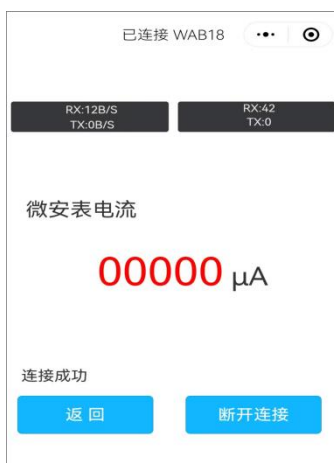 已连接 WAB18
RX:12B/S
TX:0B/S
RX:42
TX:0
微安表电流
00000 μA
连接成功
返回
断开连接